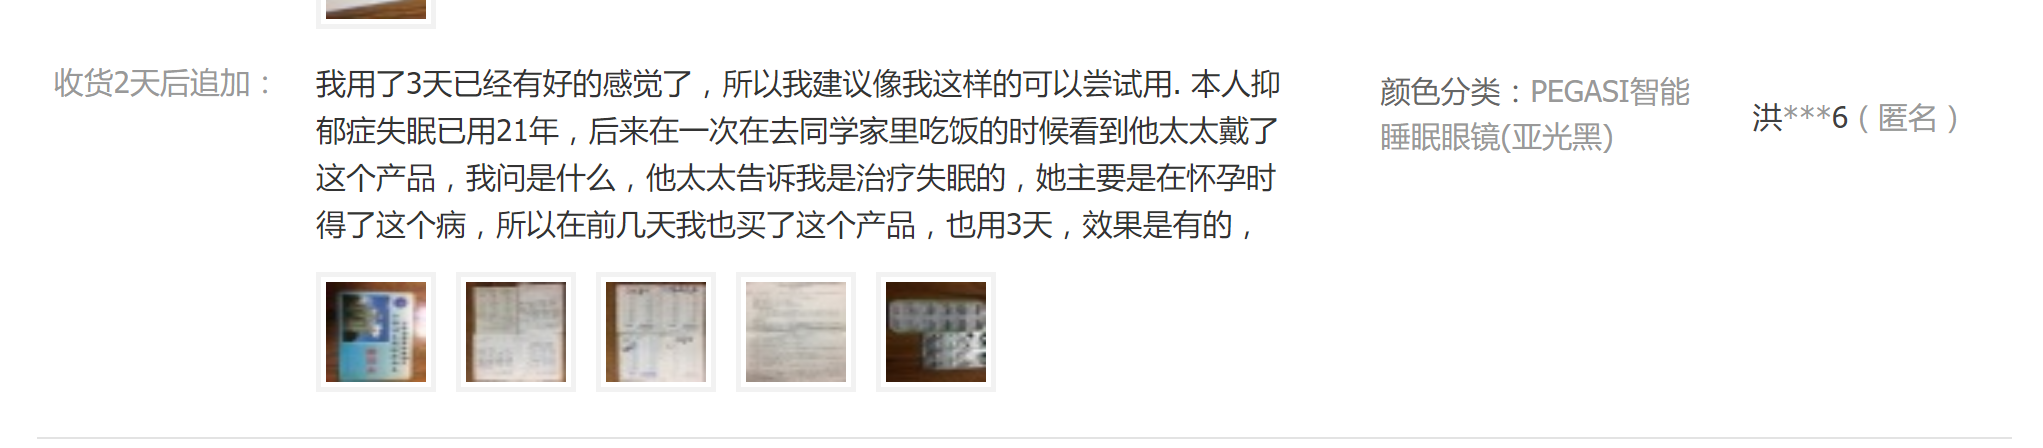 收货2天后追加：
我用了3天已经有好的感觉了，所以我建议像我这样的可以尝试用. 本人抑
郁症失眠已用21年，后来在一次在去同学家里吃饭的时候看到他太太戴了
这个产品，我问是什么，他太太告诉我是治疗失眠的，她主要是在怀孕时
得了这个病，所以在前几天我也买了这个产品，也用3天，效果是有的，
颜色分类：PEGASI智能
睡眠眼镜(亚光黑)
洪***6（匿名）